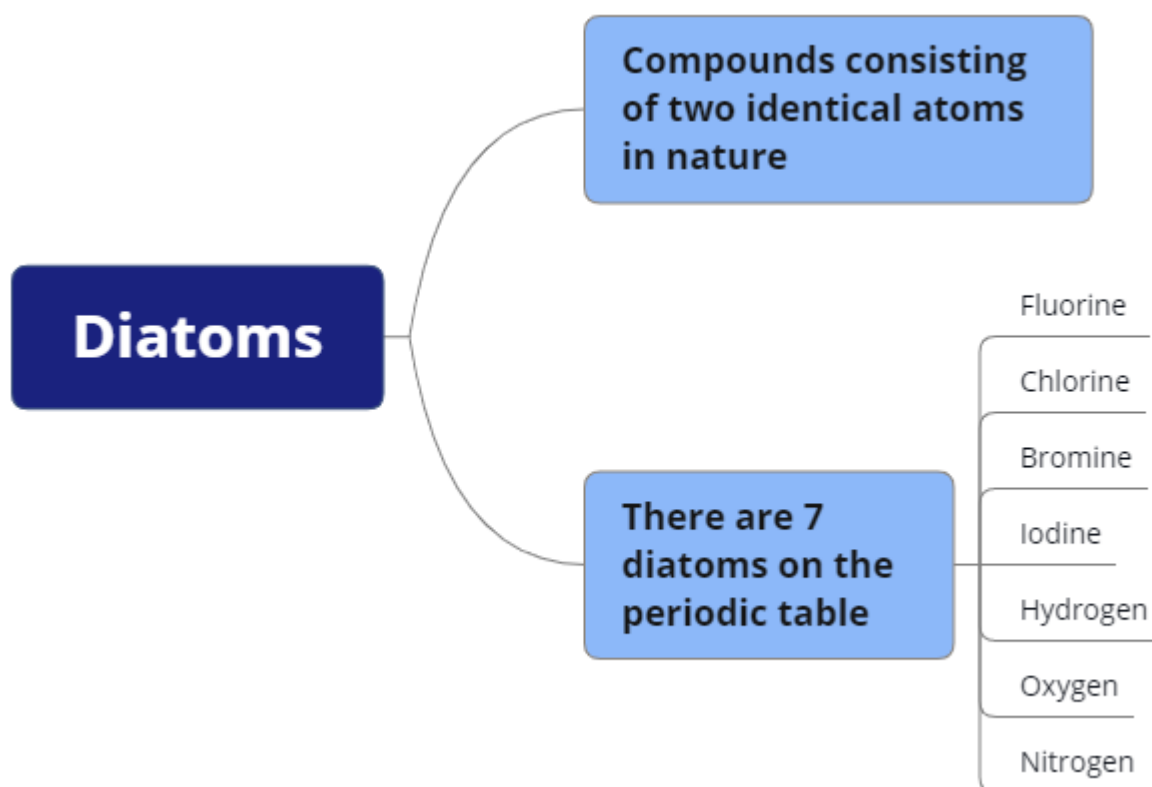 Compounds consisting
of two identical atoms
in nature
Diatoms
There are 7
diatoms on the
periodic table
Fluorine
Chlorine
Bromine
Iodine
Hydrogen
Oxygen
Nitrogen